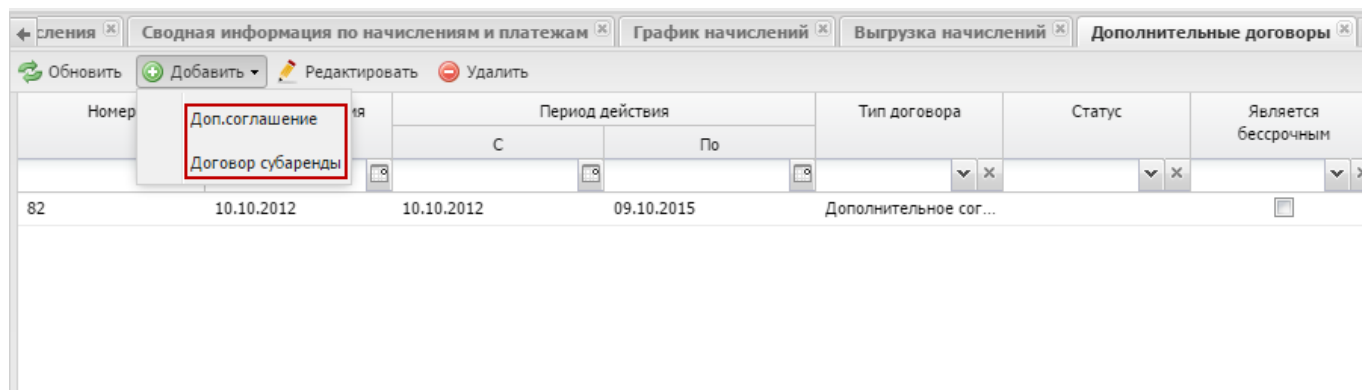 сления Сводная информация по начислениям и платежам График начислений Выгрузка начислений Дополнительные договоры
Обновить Добавить Редактировать Удалить
Номер ия Период действия Тип договора Статус Является бессрочным
С По
Доп.соглашение
Договор субаренды
82 10.10.2012 10.10.2012 09.10.2015 Дополнительное сог...